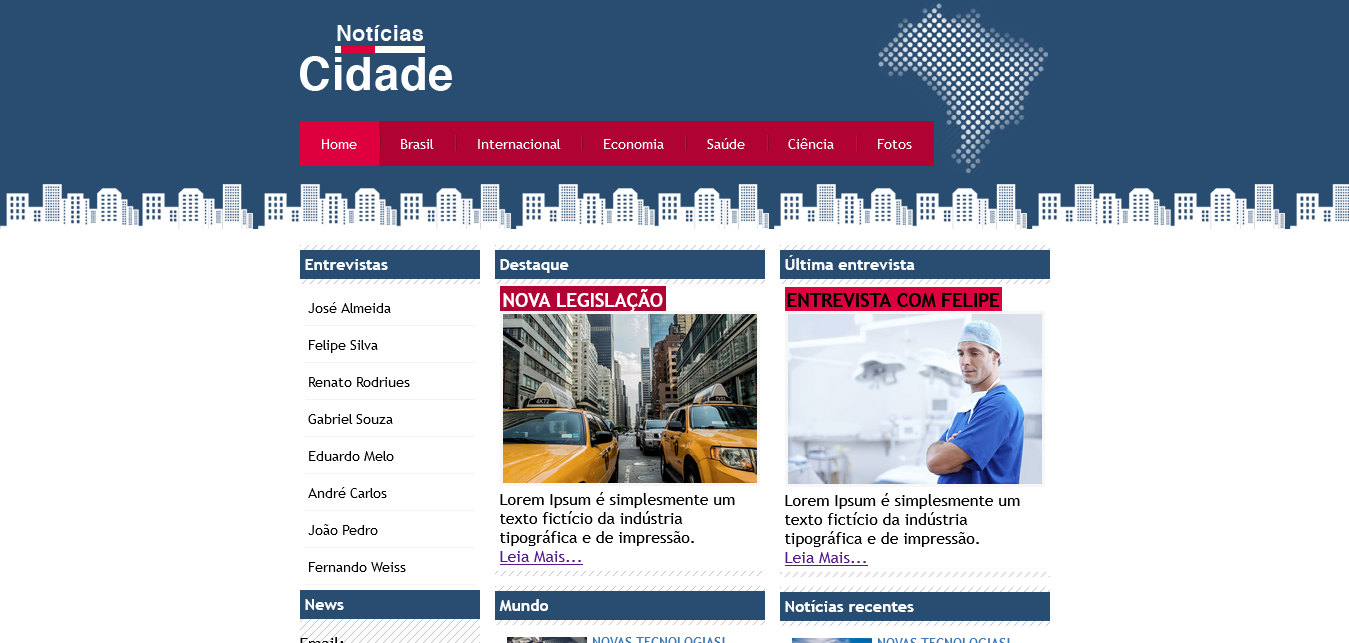 Notícias
Cidade
Home Brasil Internacional Economia Saúde Ciência Fotos
Entrevistas
José Almeida
Felipe Silva
Renato Rodriues
Gabriel Souza
Eduardo Melo
André Carlos
João Pedro
Fernando Weiss
News
Email:
Destaque
NOVA LEGISLAÇÃO
4K72
Lorem Ipsum é simplesmente um
texto fictício da indústria
tipográfica e de impressão.
Leia Mais...
Mundo
NOVAS TECNOLOGIAS!
Última entrevista
ENTREVISTA COM FELIPE
Lorem Ipsum é simplesmente um
texto fictício da indústria
tipográfica e de impressão.
Leia Mais...
Notícias recentes
NOVAS TECNOLOGIAS!